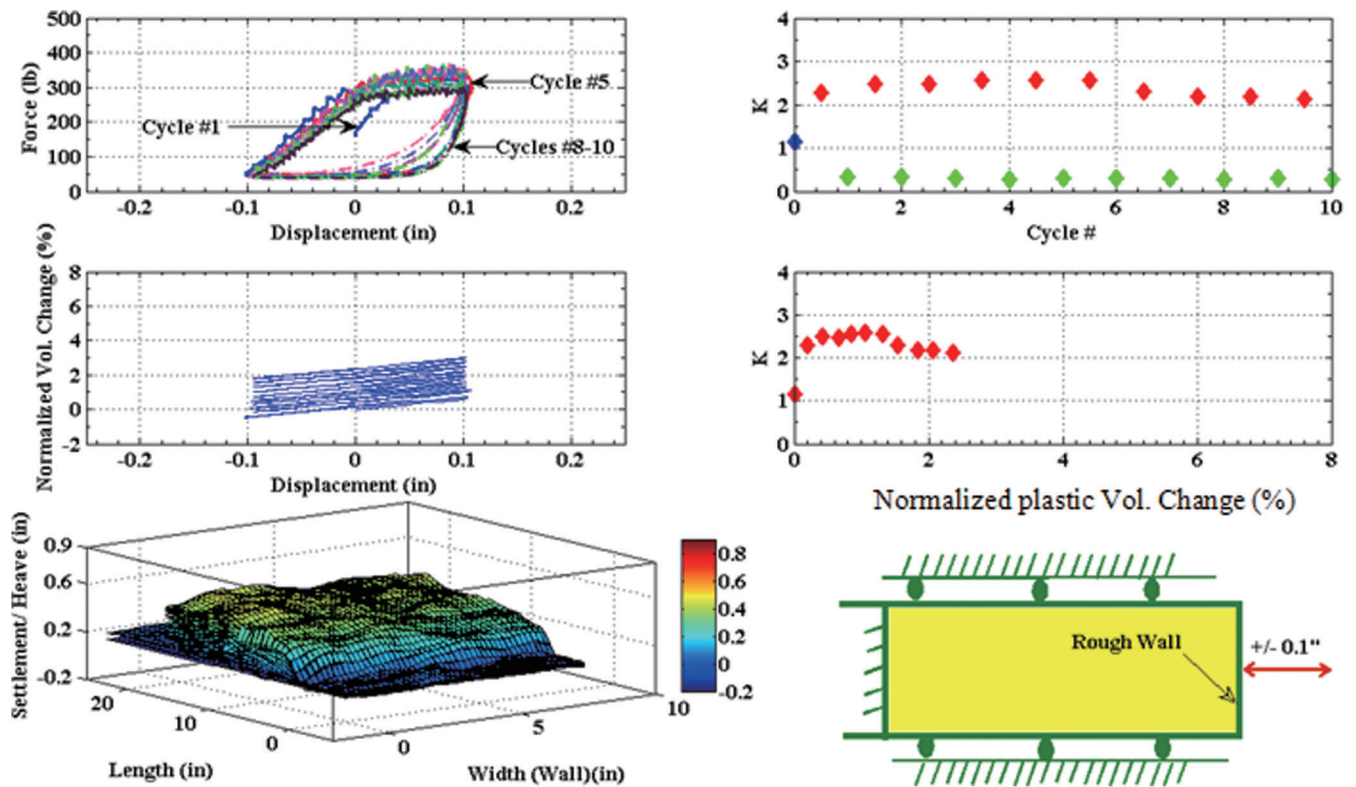 500
400
300
200
100
0
Force (lb)
Cycle #5
Cycle #1
Cycles #8-10
-0.2 -0.1 0 0.1 0.2
Displacement (in)
4
3
2
1
0
K
0 2 4 6 8 10
Cycle #
8
6
4
2
0
-2
Normalized Vol. Change (%)
-0.2 -0.1 0 0.1 0.2
Displacement (in)
4
3
2
1
0
K
0 2 4 6 8
Normalized plastic Vol. Change (%)
0.9
0.6
0.2
-0.2
Settlement/ Heave (in)
20
10
0
Length (in)
0
5
10
Width (Wall)(in)
0.8
0.6
0.4
0.2
0
-0.2
Rough Wall
+/- 0.1"